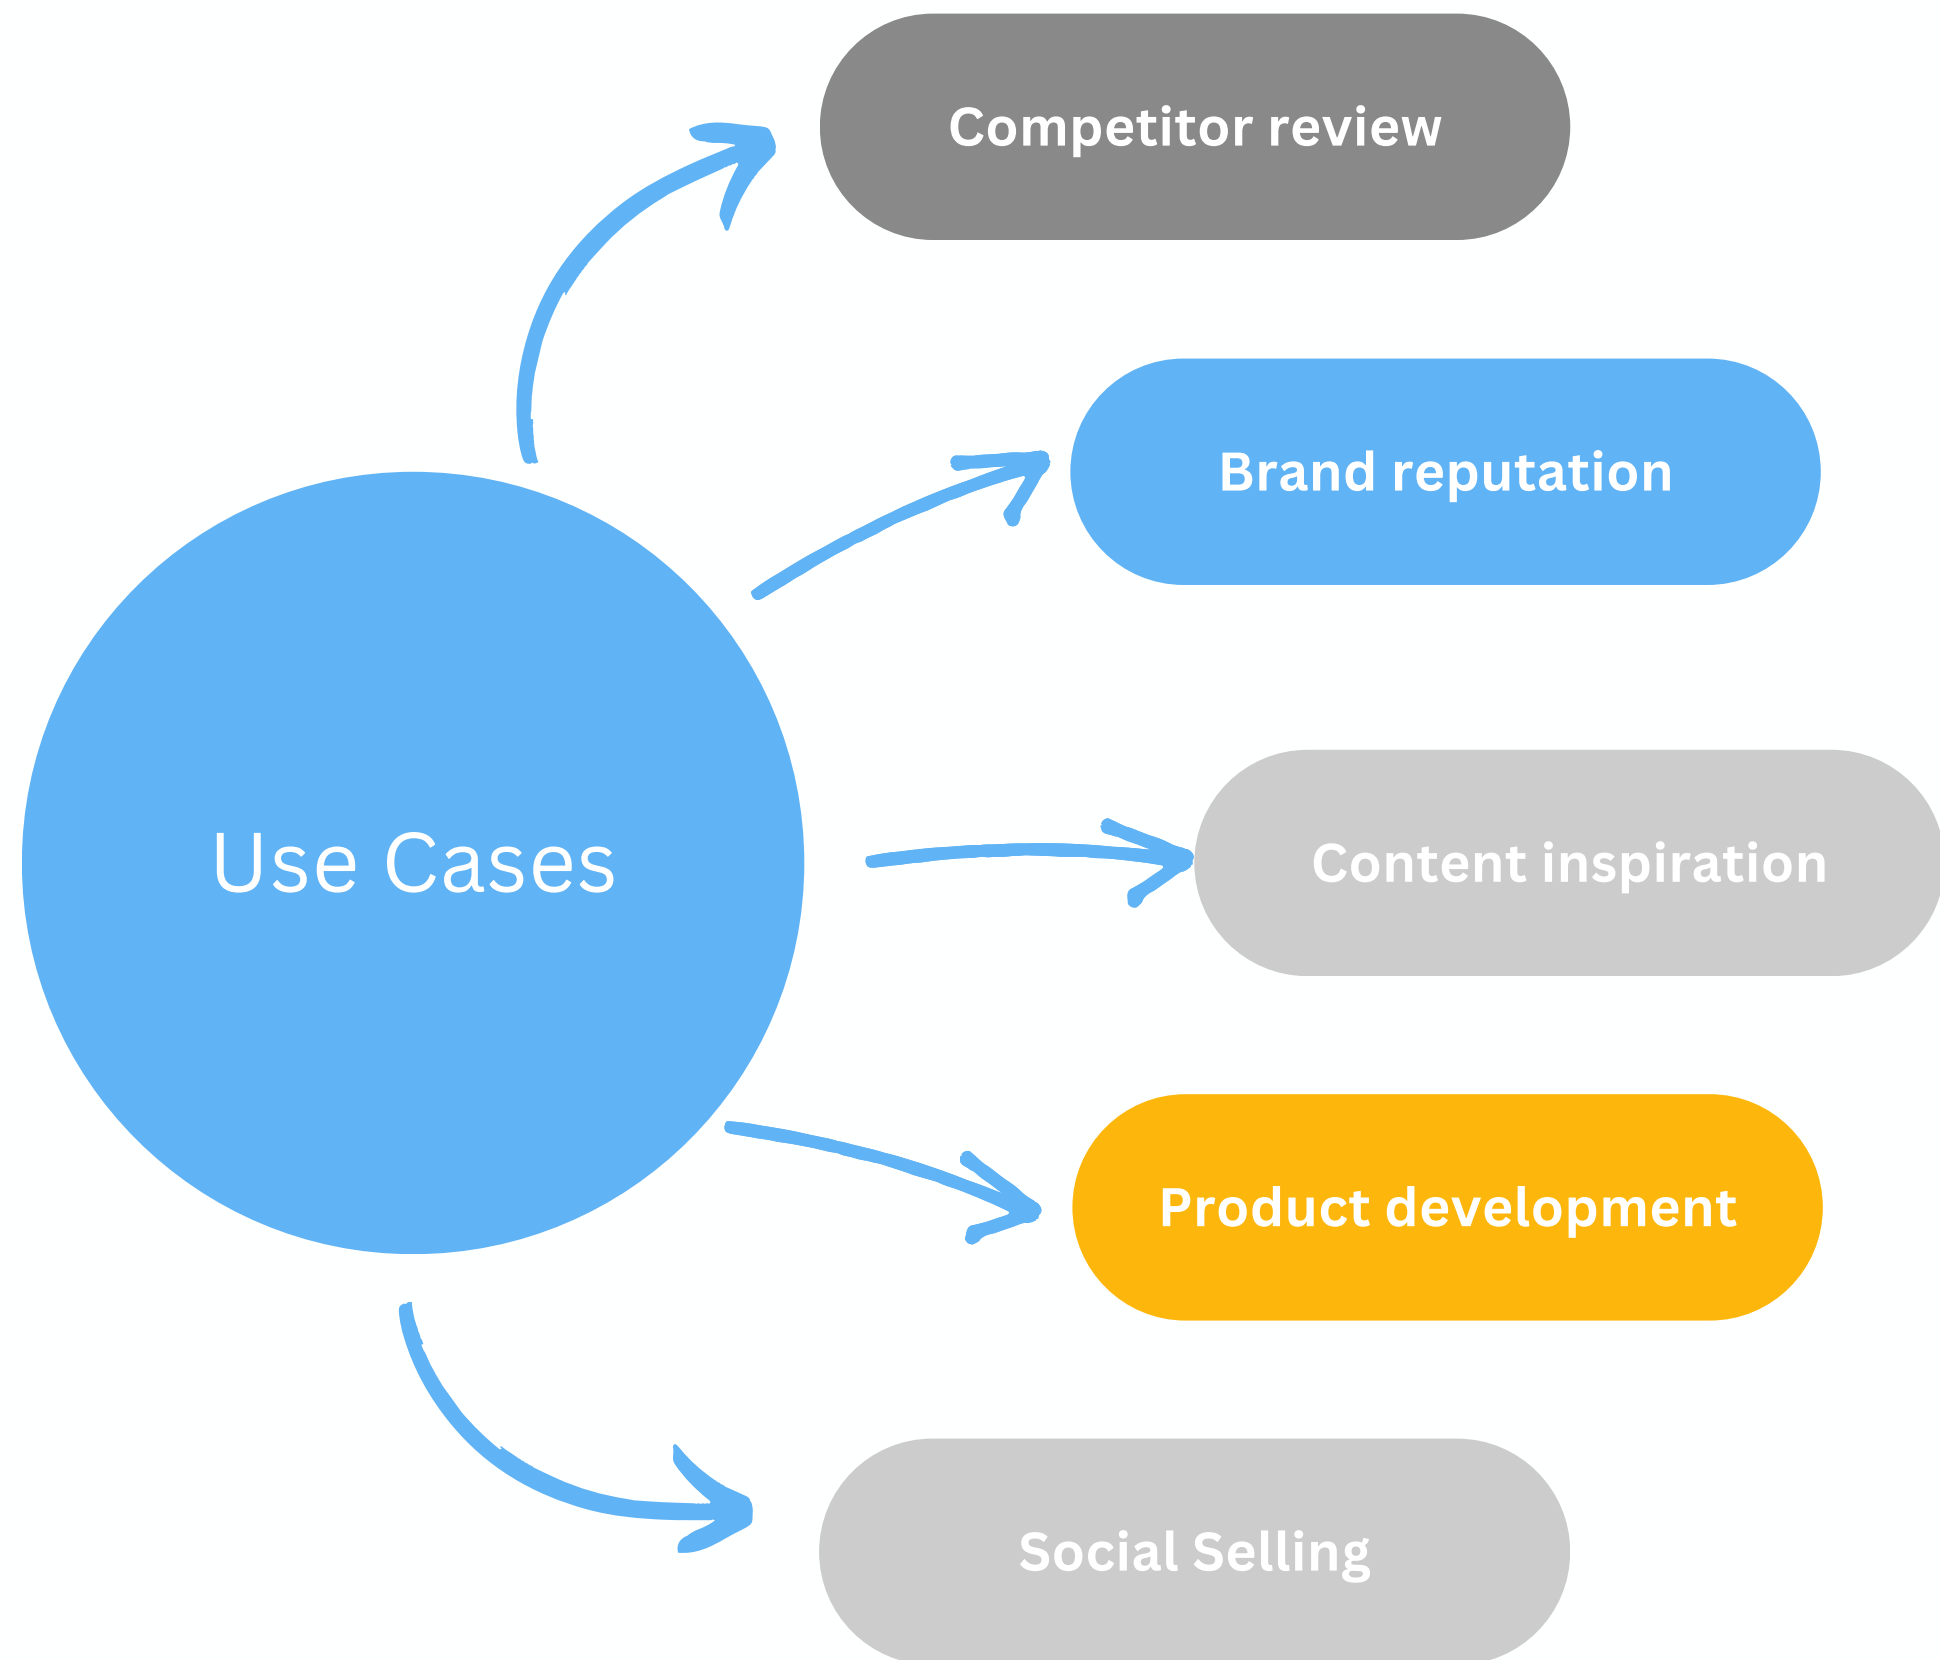 Competitor review
Brand reputation
Use Cases
Content inspiration
Product development
Social Selling